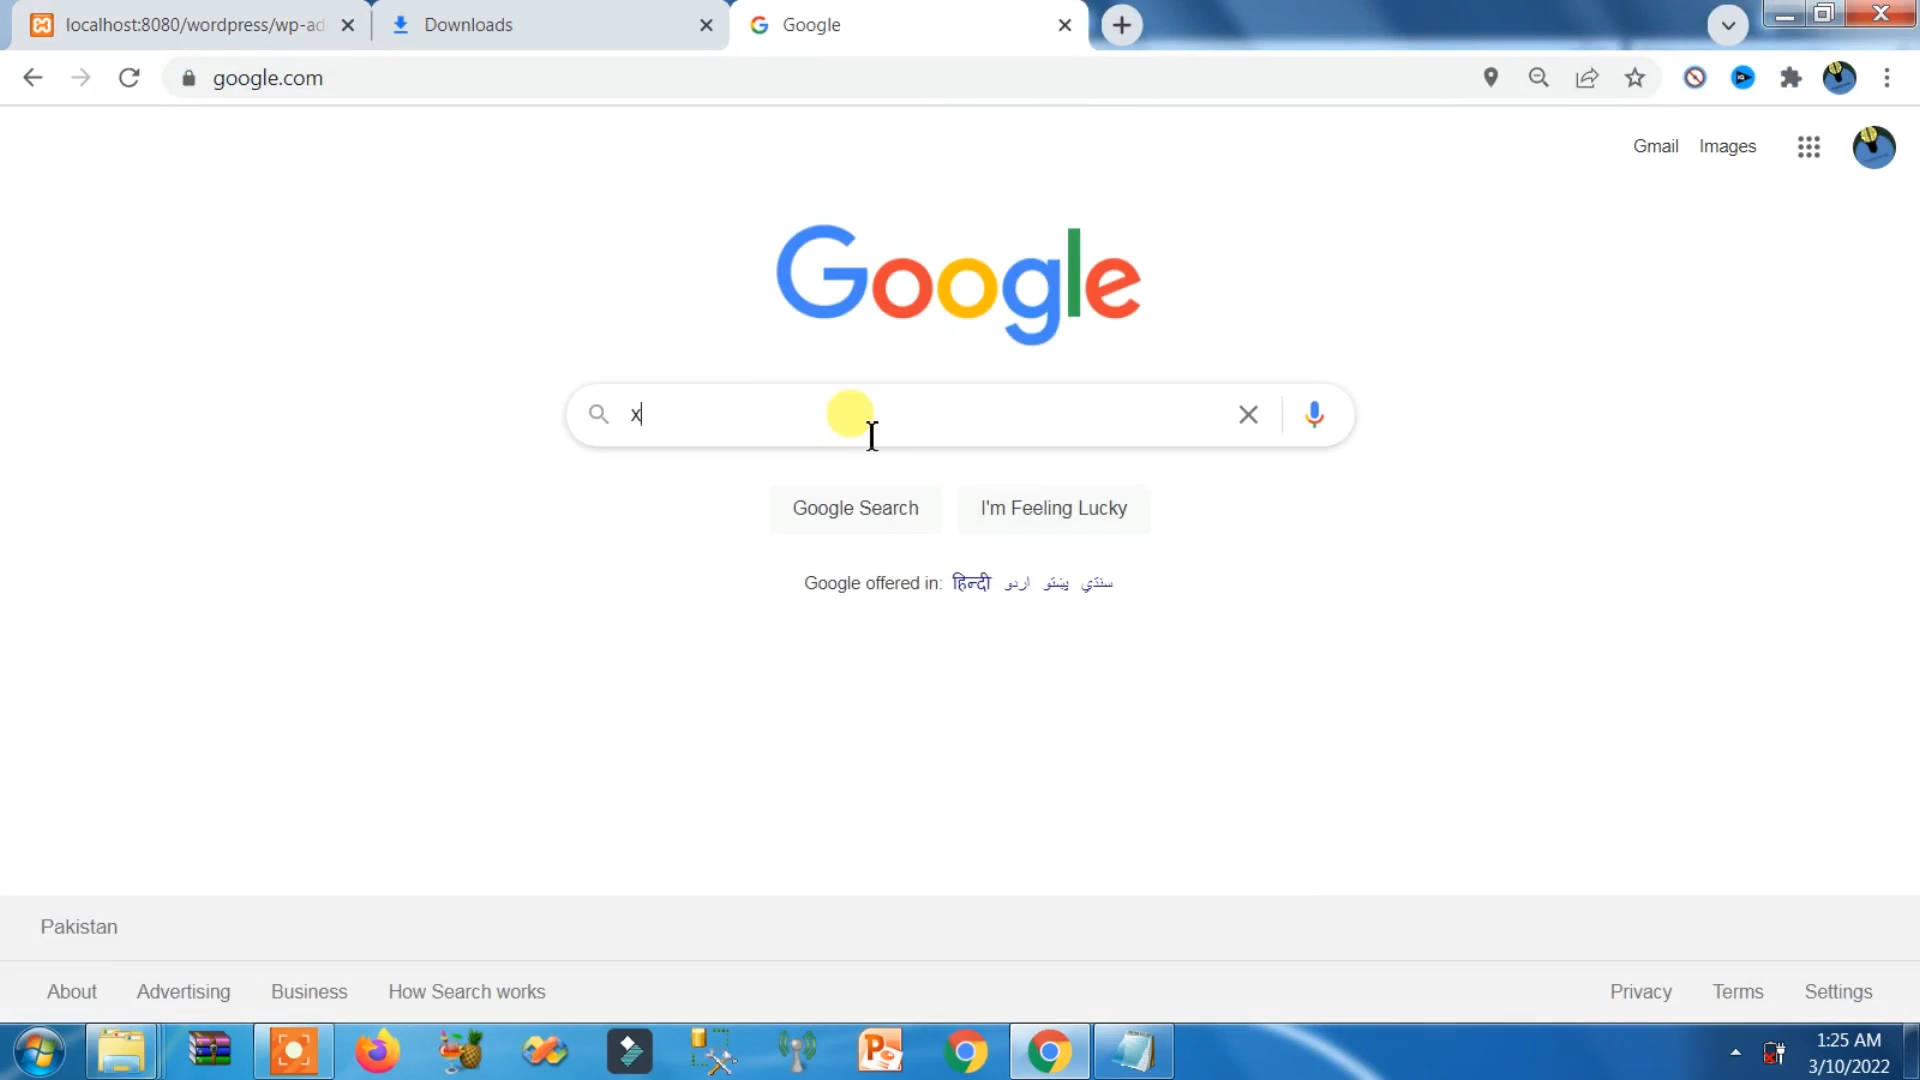 localhost:8080/wordpress/wp-ad
Downloads
Google
google.com
Gmail
Images
Google
x
Google Search
I'm Feeling Lucky
Google offered in: हिन्दी اردو پښتو سنڌي
Pakistan
About
Advertising
Business
How Search works
Privacy
Terms
Settings
1:25 AM
3/10/2022